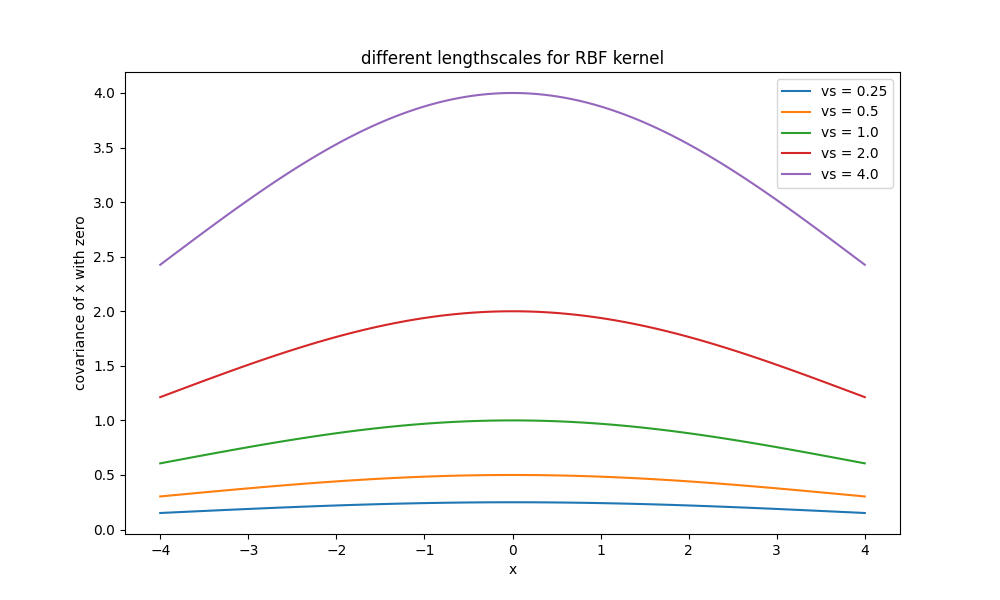 different lengthscales for RBF kernel
vs = 0.25
vs = 0.5
vs = 1.0
vs = 2.0
vs = 4.0
covariance of x with zero
4.0
3.5
3.0
2.5
2.0
1.5
1.0
0.5
0.0
−4 −3 −2 −1 0 1 2 3 4
x